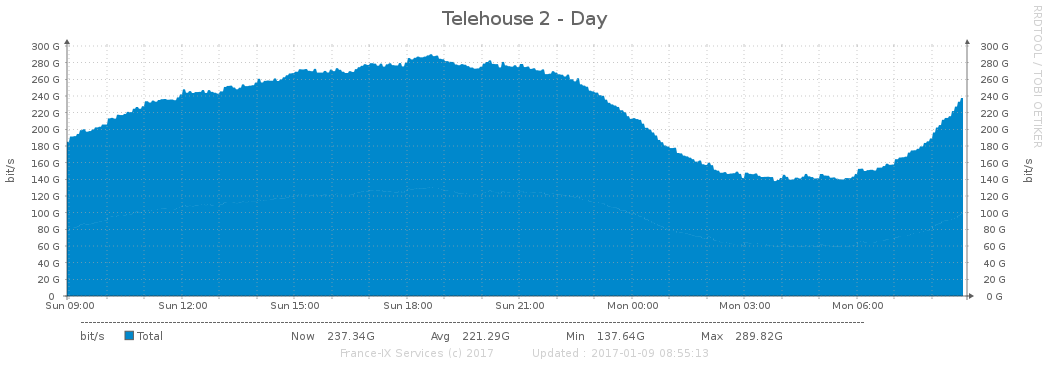 Telehouse 2 - Day
RRDTOOL / TOBI OETIKER
bit/s
300 G
280 G
260 G
240 G
220 G
200 G
180 G
160 G
140 G
120 G
100 G
80 G
60 G
40 G
20 G
0
300 G
280 G
260 G
240 G
220 G
200 G
180 G
160 G
140 G
120 G
100 G
80 G
60 G
40 G
20 G
0 G
bit/s
Sun 09:00 Sun 12:00 Sun 15:00 Sun 18:00 Sun 21:00 Mon 00:00 Mon 03:00 Mon 06:00
bit/s Total Now 237.34G Avg 221.29G Min 137.64G Max 289.82G
France-IX Services (c) 2017 Updated : 2017-01-09 08:55:13